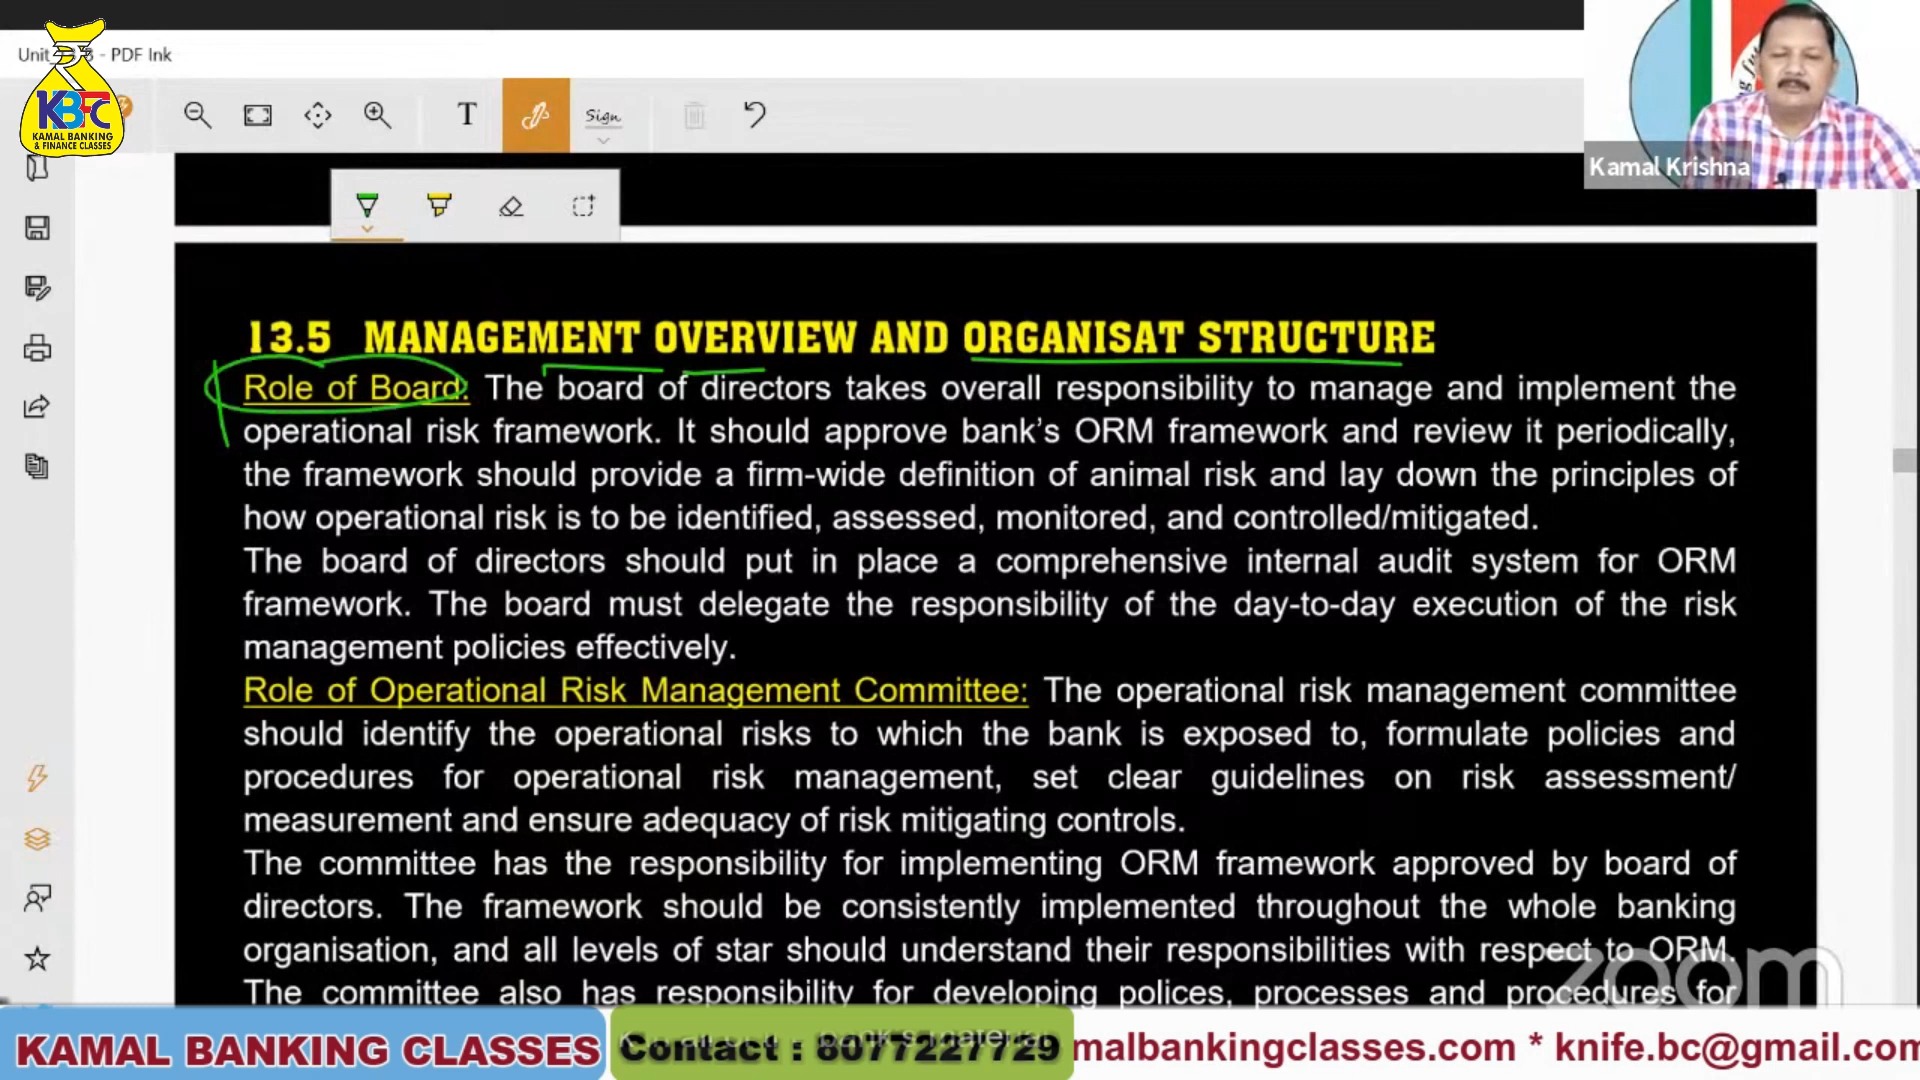 Unit
- PDF Ink
KBFC
KAMAL BANKING
& FINANCE CLASSES
T
Sign
Kamal Krishna
13.5 MANAGEMENT OVERVIEW AND ORGANISAT STRUCTURE
Role of Board: The board of directors takes overall responsibility to manage and implement the
operational risk framework. It should approve bank's ORM framework and review it periodically,
the framework should provide a firm-wide definition of animal risk and lay down the principles of
how operational risk is to be identified, assessed, monitored, and controlled/mitigated.
The board of directors should put in place a comprehensive internal audit system for ORM
framework. The board must delegate the responsibility of the day-to-day execution of the risk
management policies effectively.
Role of Operational Risk Management Committee: The operational risk management committee
should identify the operational risks to which the bank is exposed to, formulate policies and
procedures for operational risk management, set clear guidelines on risk assessment/
measurement and ensure adequacy of risk mitigating controls.
The committee has the responsibility for implementing ORM framework approved by board of
directors. The framework should be consistently implemented throughout the whole banking
organisation, and all levels of star should understand their responsibilities with respect to ORM.
The committee also has responsibility for developing polices, processes and procedures for
zoom
KAMAL BANKING CLASSES Contact : 8077227729 malbankingclasses.com * knife.bc@gmail.com